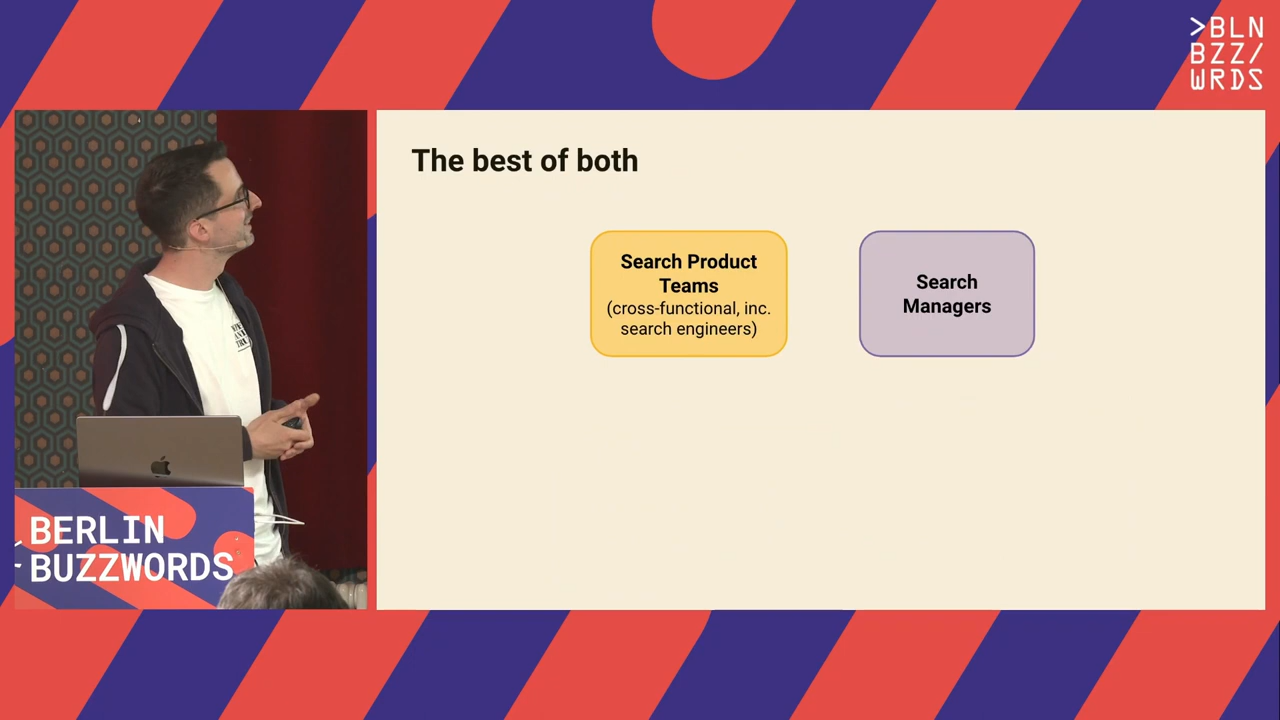 >BLN
BZZ/
WRDS
The best of both
Search Product
Teams
(cross-functional, inc.
search engineers)
Search
Managers
BERLIN
BUZZWORDS